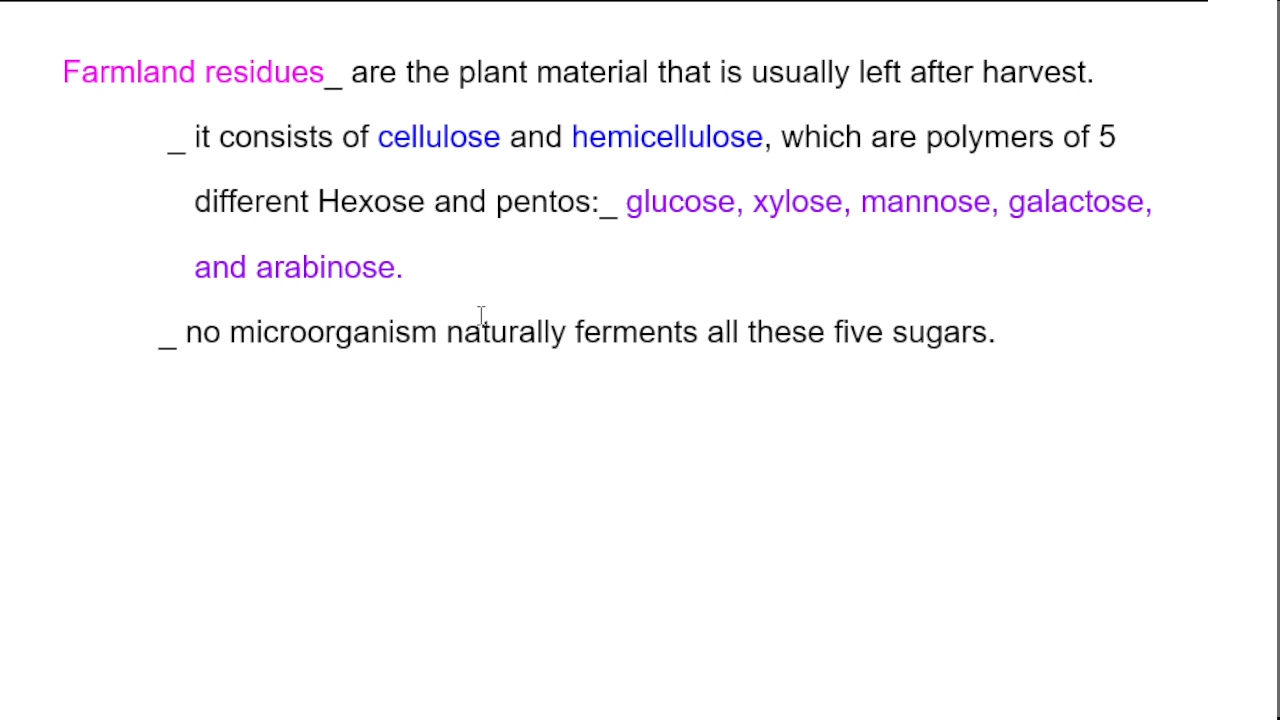 Farmland residues_ are the plant material that is usually left after harvest.
_ it consists of cellulose and hemicellulose, which are polymers of 5
different Hexose and pentos:_ glucose, xylose, mannose, galactose,
and arabinose.
_ no microorganism naturally ferments all these five sugars.